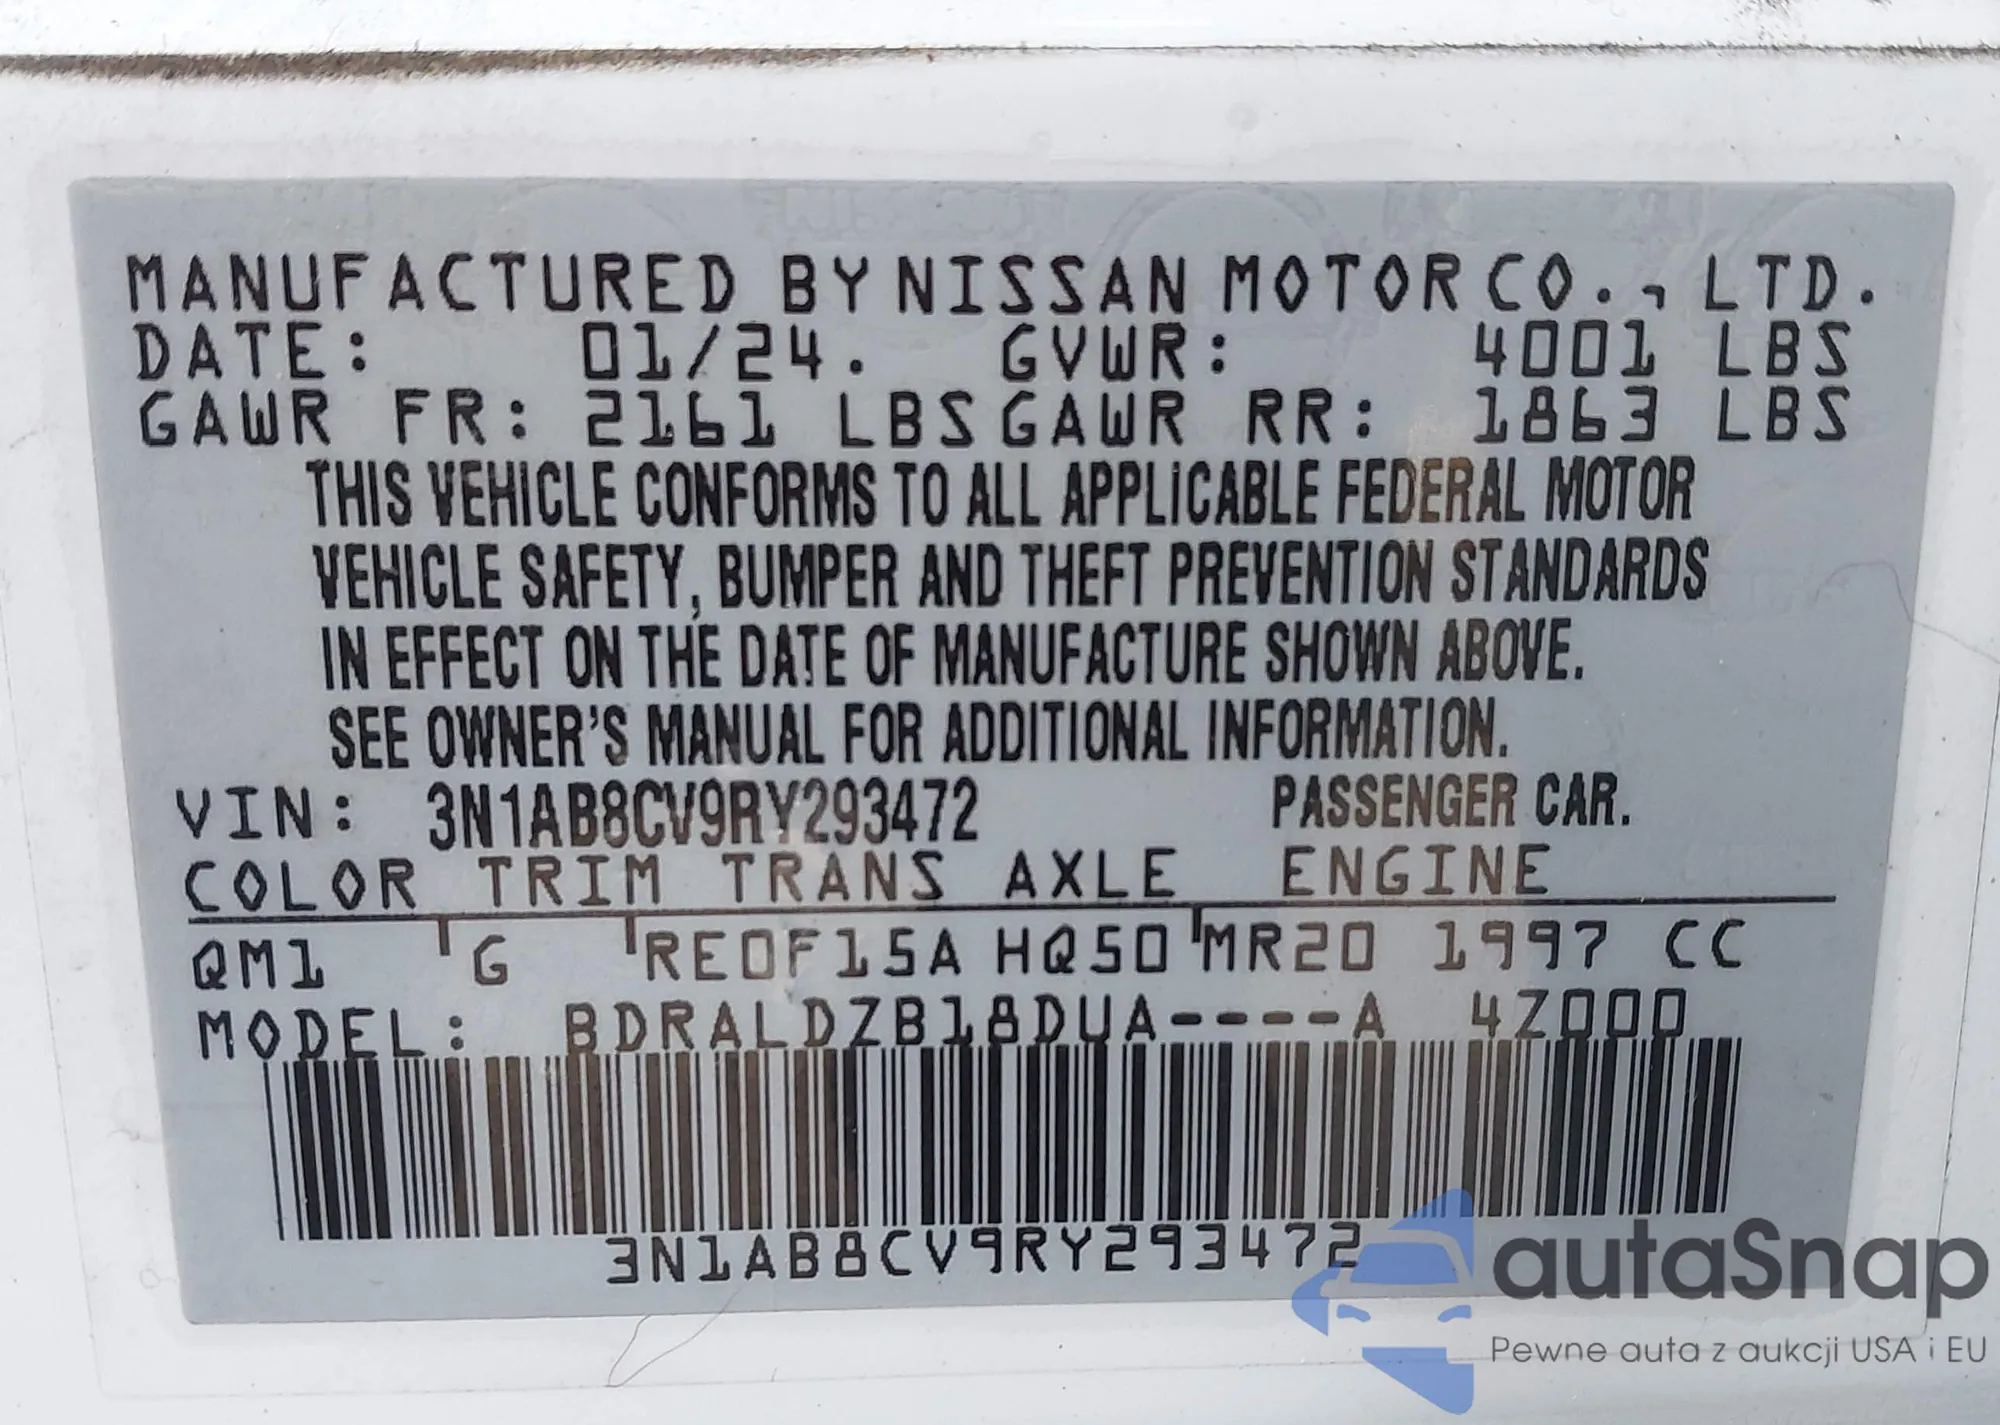 MANUFACTURED BY NISSAN MOTOR CO., LTD.
DATE: 01/24. GVWR: 4001 LBS
GAWR FR: 2161 LBS GAWR RR: 1863 LBS
THIS VEHICLE CONFORMS TO ALL APPLICABLE FEDERAL MOTOR
VEHICLE SAFETY, BUMPER AND THEFT PREVENTION STANDARDS
IN EFFECT ON THE DATE OF MANUFACTURE SHOWN ABOVE.
SEE OWNER'S MANUAL FOR ADDITIONAL INFORMATION.
VIN: 3N1AB8CV9RY293472 PASSENGER CAR.
COLOR TRIM TRANS AXLE ENGINE
QM1 G RE0F15A HQ50 MR20 1997 CC
MODEL: BDRALDZB18DUA----A 4Z000
3N1AB8CV9RY293472
autaSnap
Pewne auta z aukcji USA i EU